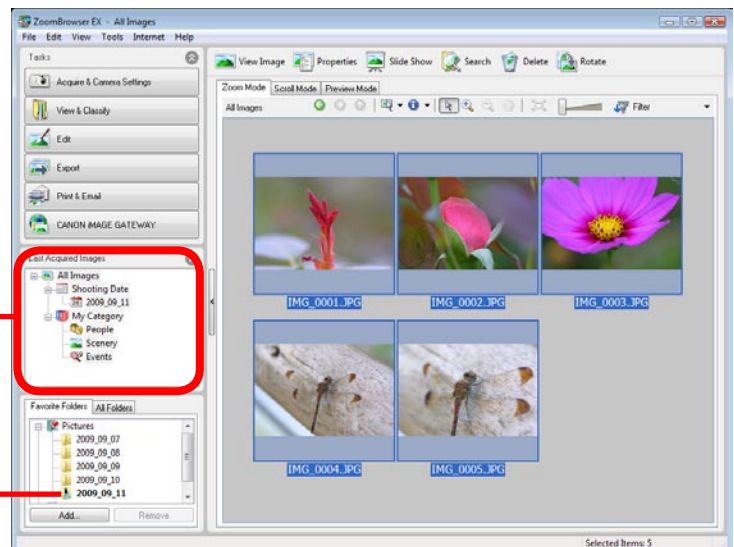 ZoomBrowser EX - All Images
File Edit View Tools Internet Help
Tasks
Acquire & Camera Settings
View & Classify
Edit
Export
Print & Email
CANON iMAGE GATEWAY
Last Acquired Images
All Images
Shooting Date
2009_09_11
My Category
People
Scenery
Events
Favorite Folders All Folders
Pictures
2009_09_07
2009_09_08
2009_09_09
2009_09_10
2009_09_11
Add... Remove
View Image Properties Slide Show Search Delete Rotate
Zoom Mode Scroll Mode Preview Mode
All Images Filter
IMG_0001.JPG IMG_0002.JPG IMG_0003.JPG
IMG_0004.JPG IMG_0005.JPG
Selected Items: 5